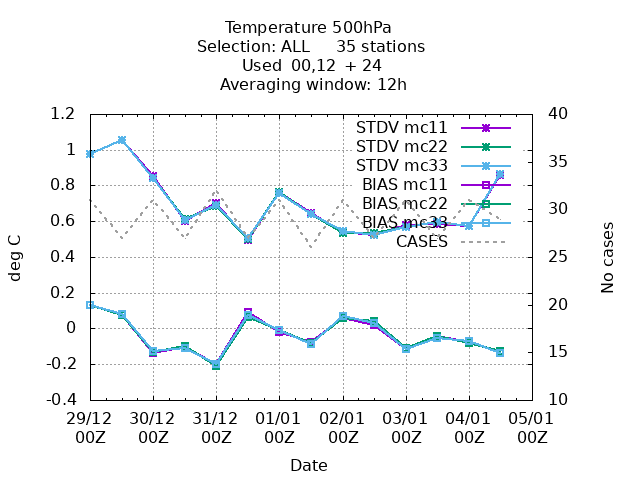 Temperature 500hPa
Selection: ALL 35 stations
Used 00,12 + 24
Averaging window: 12h
1.2
1
0.8
0.6
0.4
0.2
0
-0.2
-0.4
deg C
40
35
30
25
20
15
10
No cases
STDV mc11
STDV mc22
STDV mc33
BIAS mc11
BIAS mc22
BIAS mc33
CASES
29/12 30/12 31/12 01/01 02/01 03/01 04/01 05/01
00Z 00Z 00Z 00Z 00Z 00Z 00Z 00Z
Date